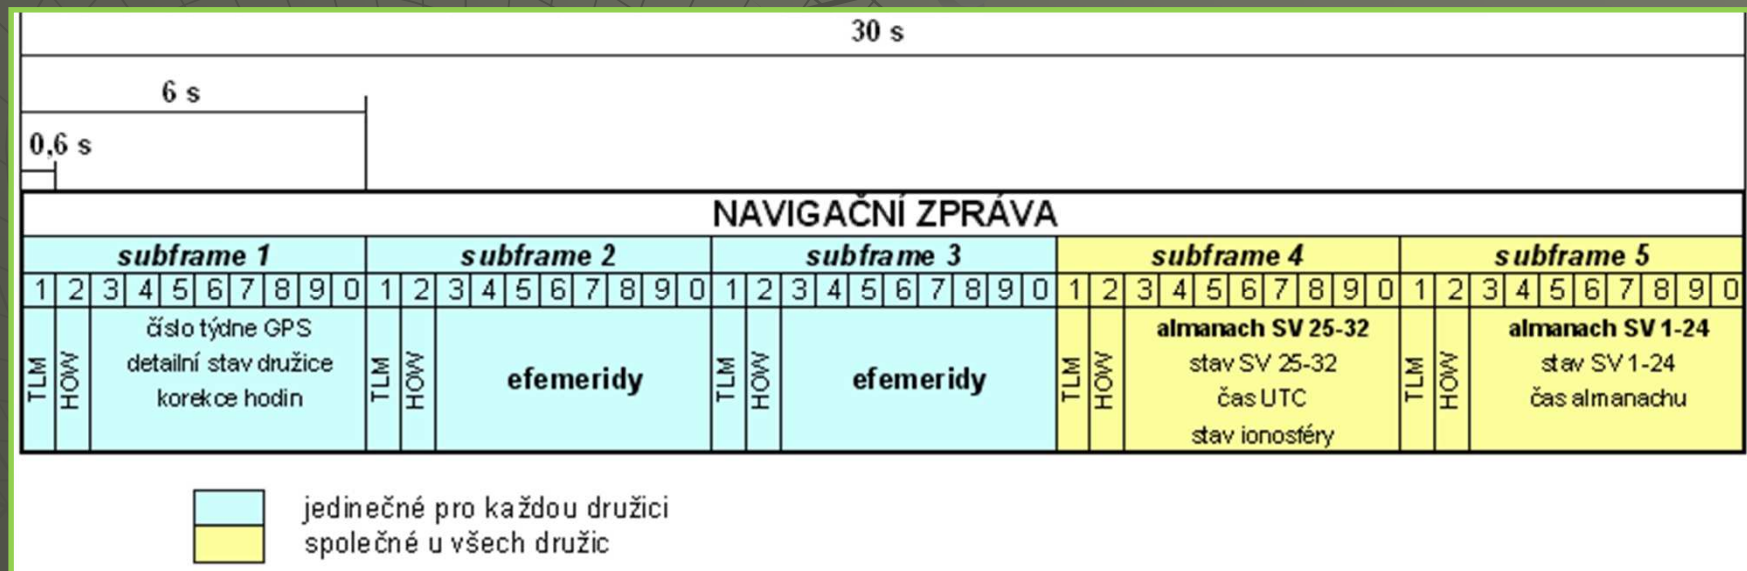 30 s
6 s
0,6 s
NAVIGAČNÍ ZPRÁVA
subframe 1 subframe 2 subframe 3 subframe 4 subframe 5
1 2 3 4 5 6 7 8 9 0 1 2 3 4 5 6 7 8 9 0 1 2 3 4 5 6 7 8 9 0 1 2 3 4 5 6 7 8 9 0 1 2 3 4 5 6 7 8 9 0
TLM
HOW
číslo týdne GPS
detailní stav družice
korekce hodin
TLM
HOW
efemeridy
TLM
HOW
efemeridy
TLM
HOW
almanach SV 25-32
stav SV 25-32
čas UTC
stav ionosféry
TLM
HOW
almanach SV 1-24
stav SV 1-24
čas almanachu
jedinečné pro každou družici
společné u všech družic